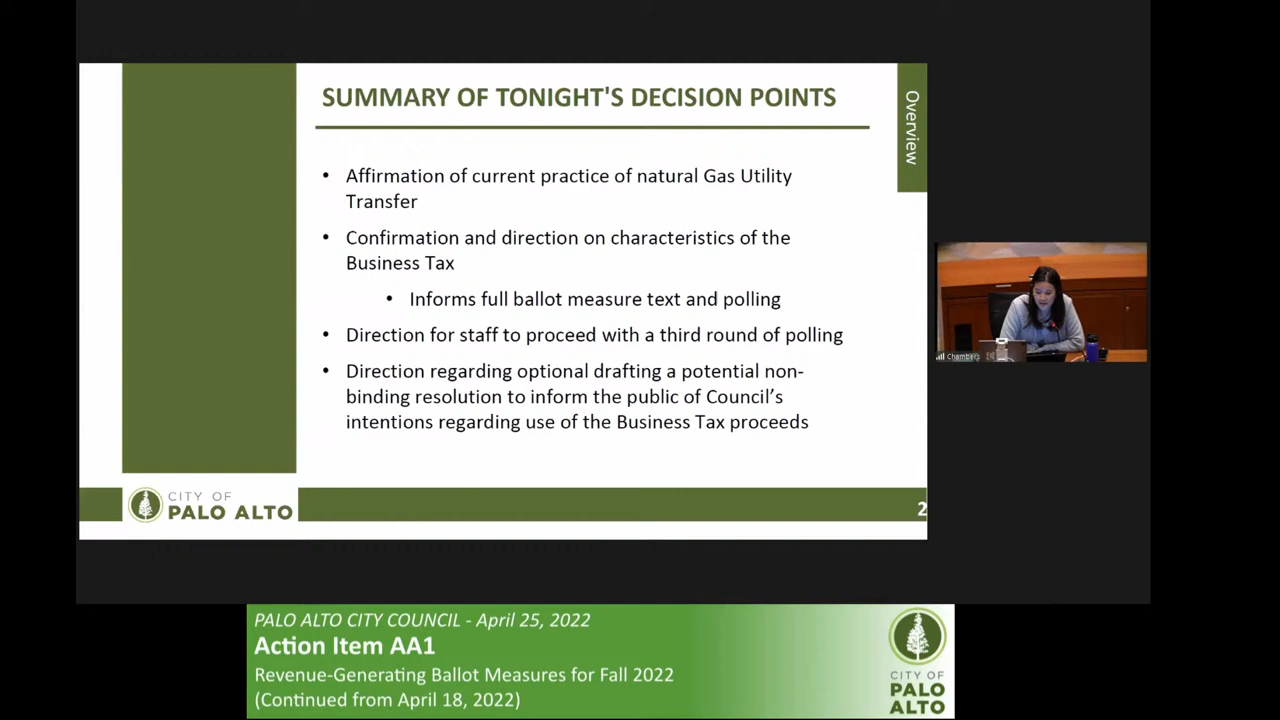 SUMMARY OF TONIGHT'S DECISION POINTS
Overview
• Affirmation of current practice of natural Gas Utility
Transfer
• Confirmation and direction on characteristics of the
Business Tax
• Informs full ballot measure text and polling
• Direction for staff to proceed with a third round of polling
• Direction regarding optional drafting a potential non-
binding resolution to inform the public of Council's
intentions regarding use of the Business Tax proceeds
CITY OF
PALO ALTO
2
Chambers
PALO ALTO CITY COUNCIL - April 25, 2022
Action Item AA1
Revenue-Generating Ballot Measures for Fall 2022
(Continued from April 18, 2022)
CITY OF
PALO
ALTO